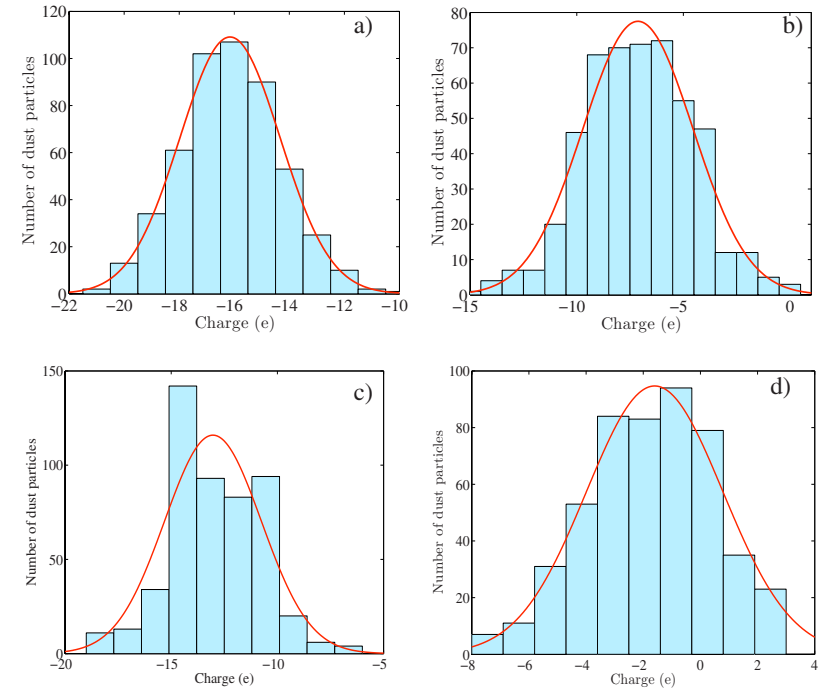 a)
120
100
80
60
40
20
0
Number of dust particles
−22 −20 −18 −16 −14 −12 −10
Charge (e)
b)
80
70
60
50
40
30
20
10
0
Number of dust particles
−15 −10 −5 0
Charge (e)
c)
150
100
50
0
Number of dust particles
−20 −15 −10 −5
Charge (e)
d)
100
80
60
40
20
0
Number of dust particles
−8 −6 −4 −2 0 2 4
Charge (e)